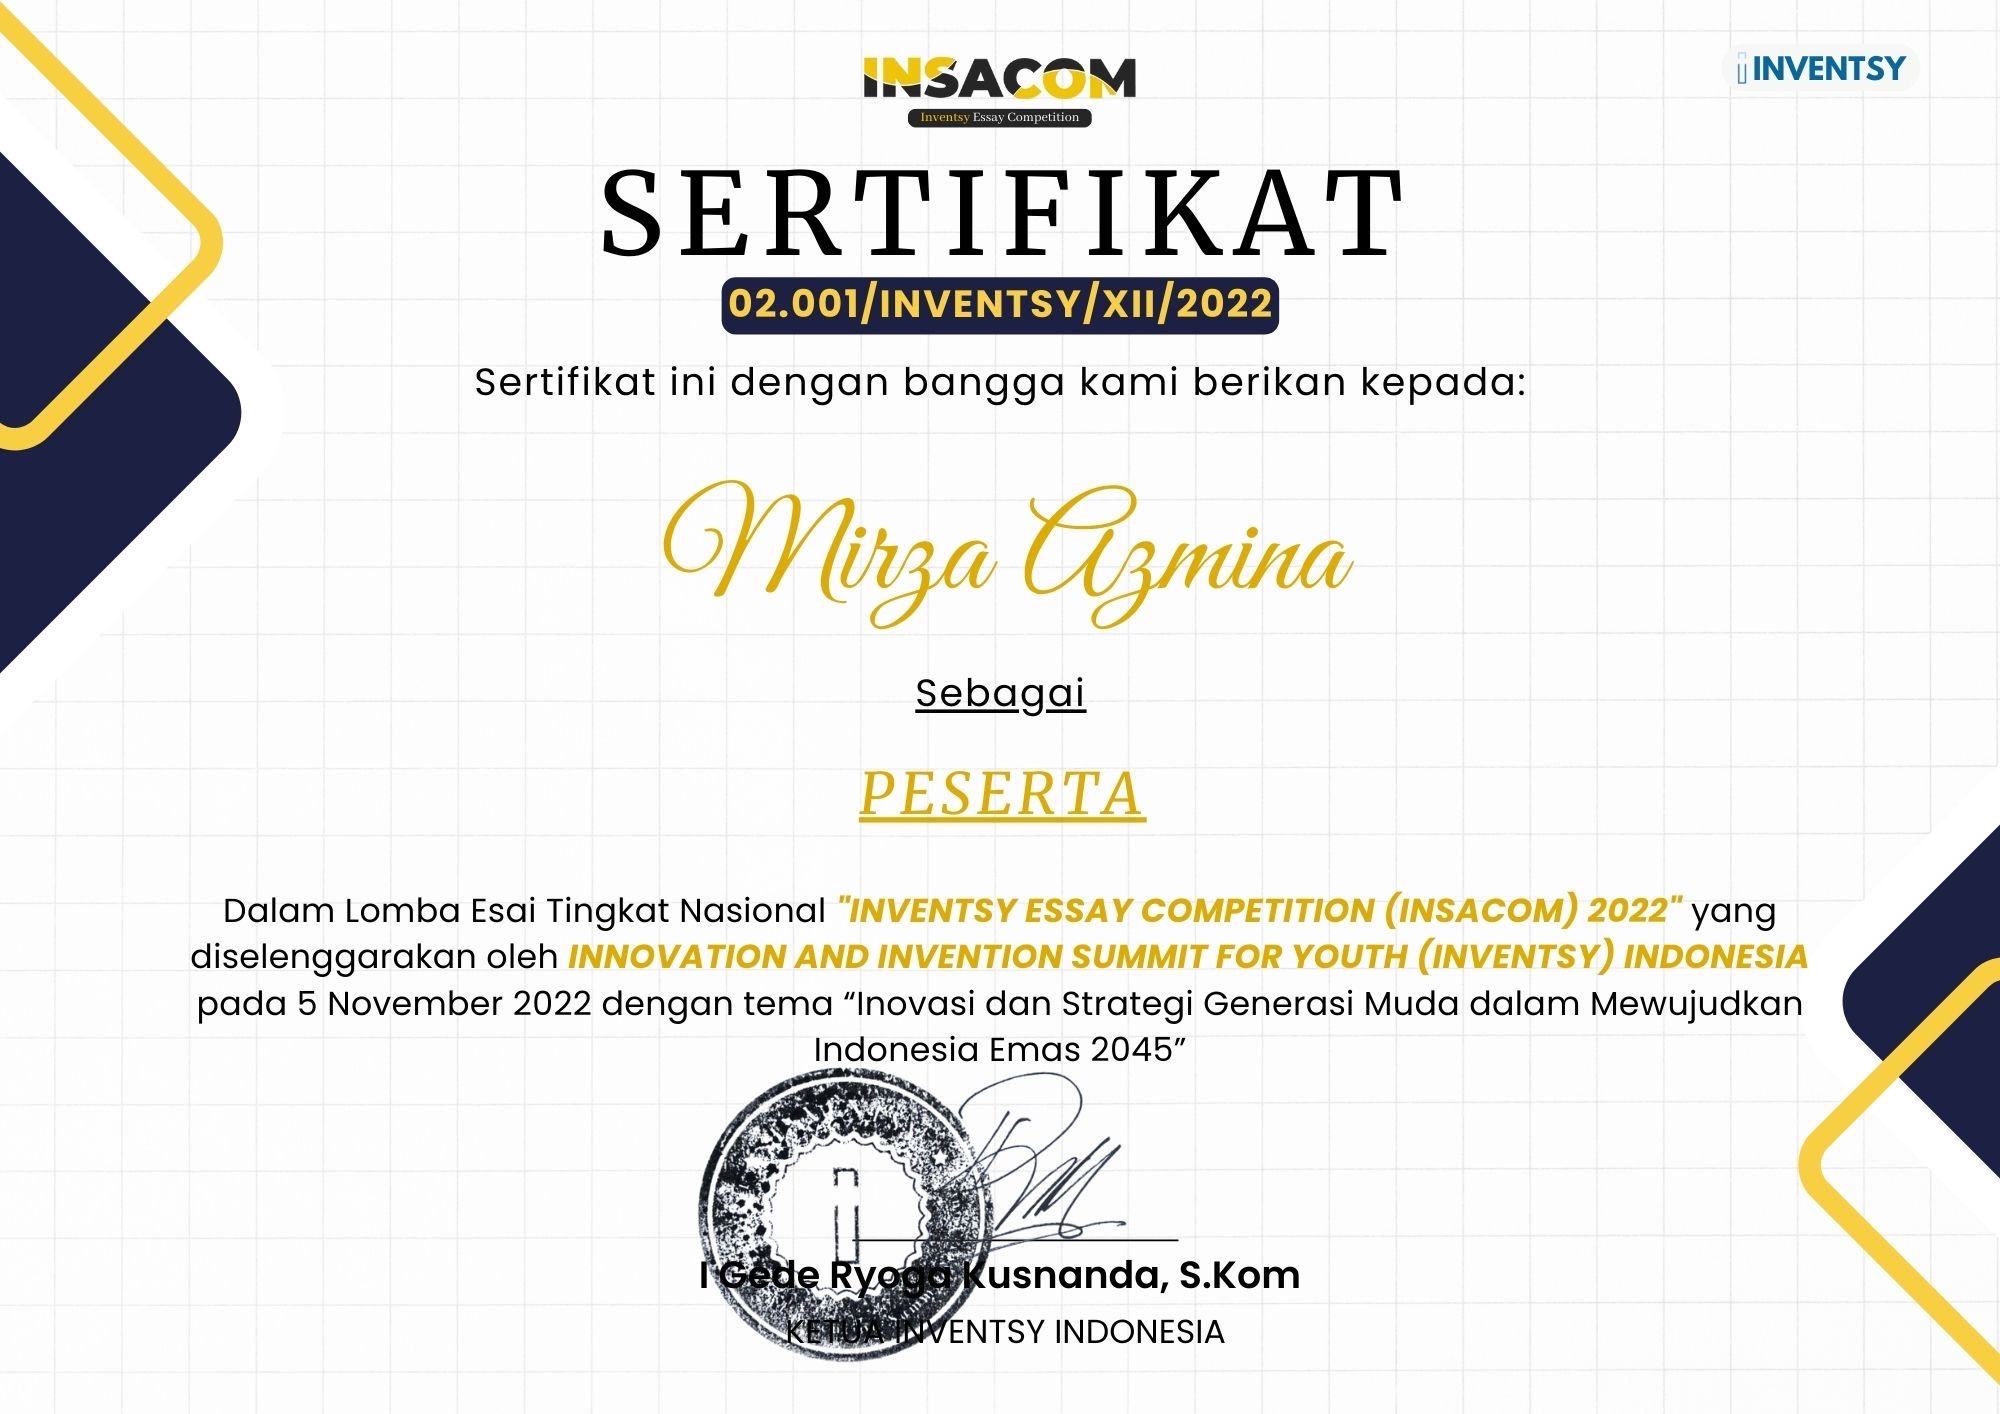 INSACOM
Inventsy Essay Competition
INVENTSY
SERTIFIKAT
02.001/INVENTSY/XII/2022
Sertifikat ini dengan bangga kami berikan kepada:
Mirza Azmina
Sebagai
PESERTA
Dalam Lomba Esai Tingkat Nasional "INVENTSY ESSAY COMPETITION (INSACOM) 2022" yang
diselenggarakan oleh INNOVATION AND INVENTION SUMMIT FOR YOUTH (INVENTSY) INDONESIA
pada 5 November 2022 dengan tema “Inovasi dan Strategi Generasi Muda dalam Mewujudkan
Indonesia Emas 2045”
I Gede Ryoga Kusnanda, S.Kom
KETUA INVENTSY INDONESIA